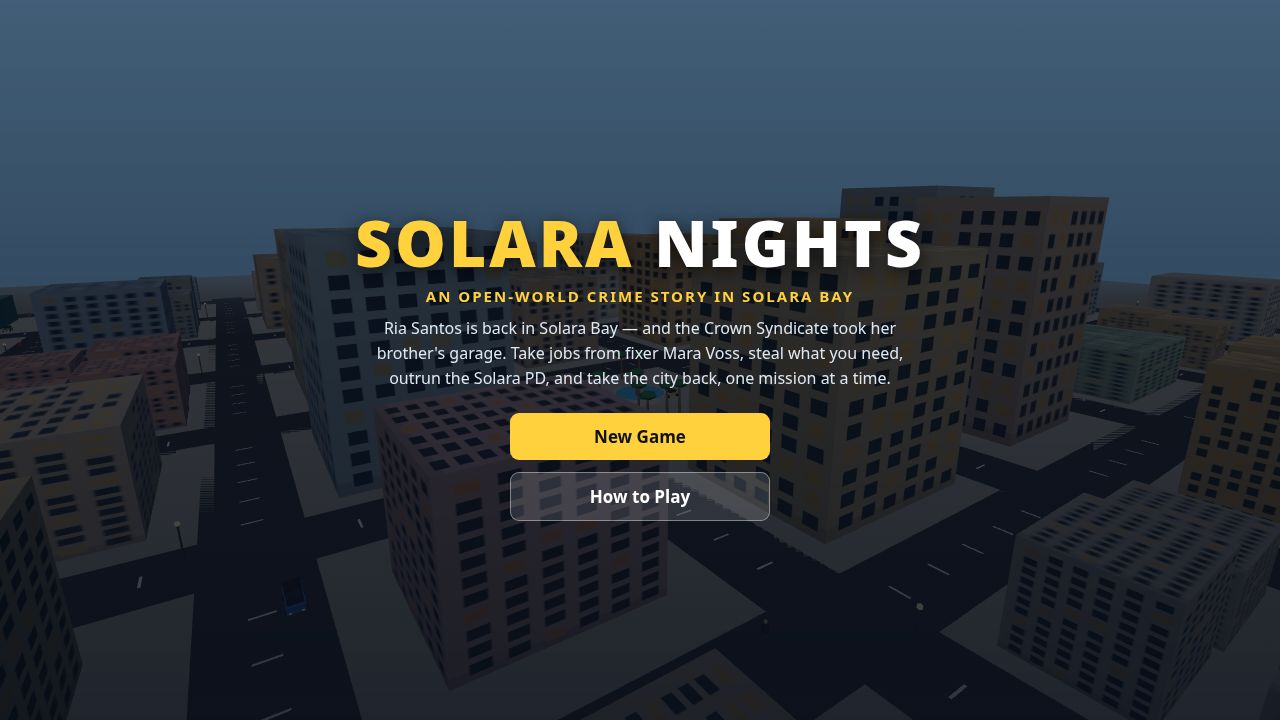 SOLARA NIGHTS
AN OPEN-WORLD CRIME STORY IN SOLARA BAY
Ria Santos is back in Solara Bay — and the Crown Syndicate took her
brother's garage. Take jobs from fixer Mara Voss, steal what you need,
outrun the Solara PD, and take the city back, one mission at a time.
New Game
How to Play